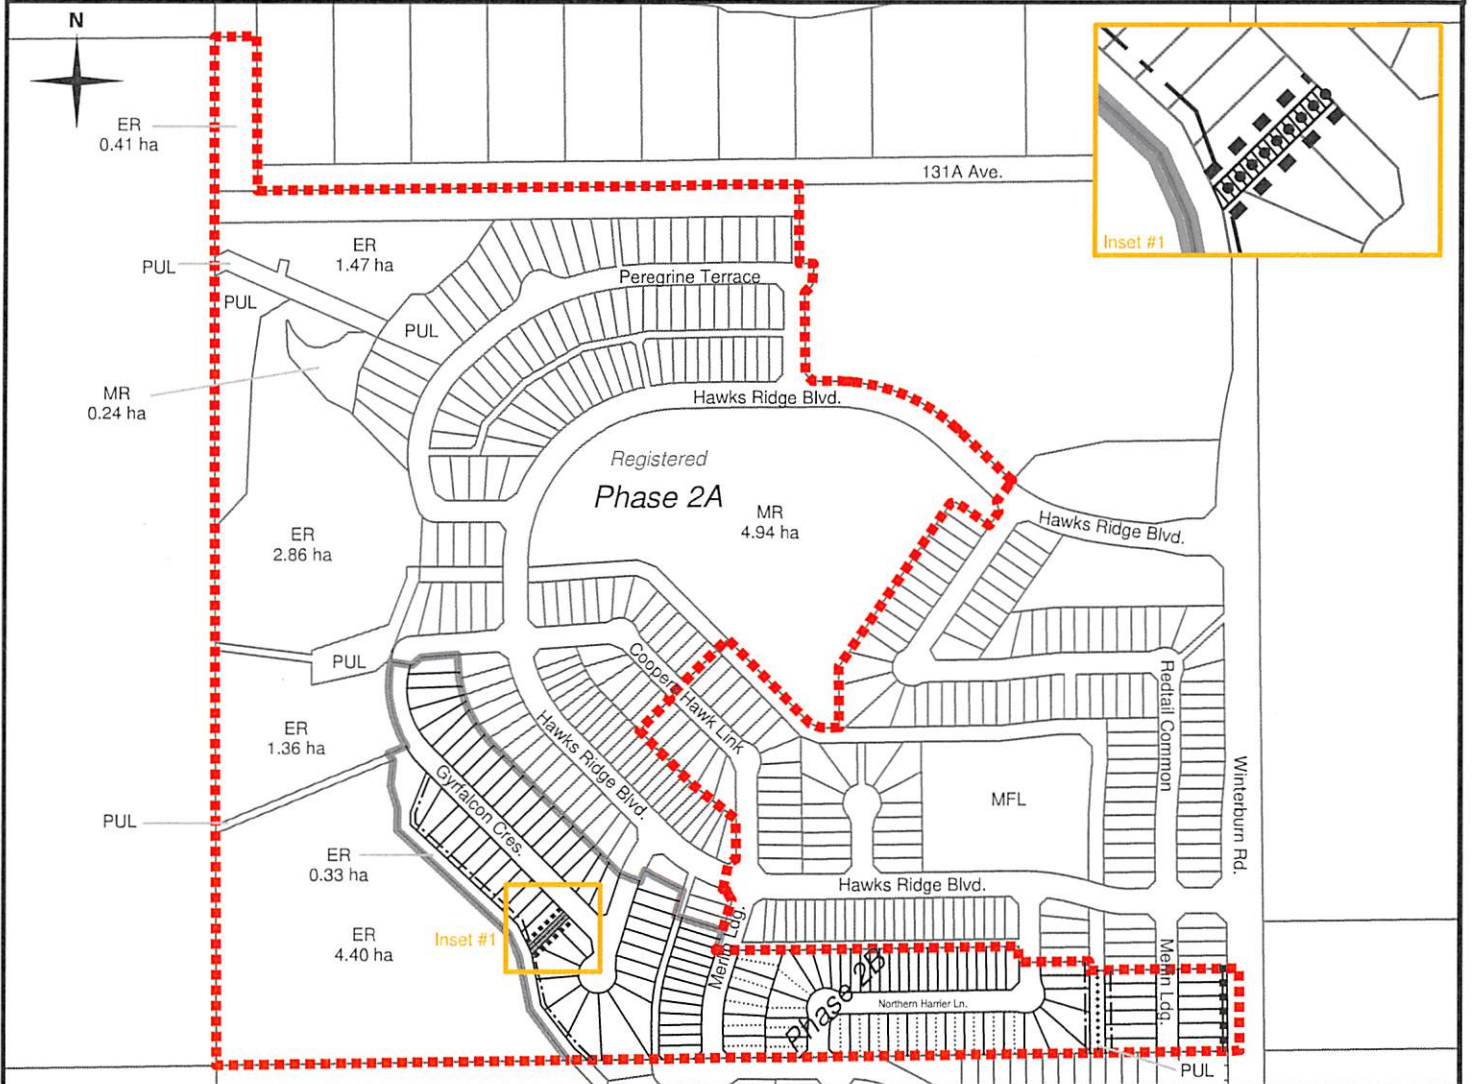 N
ER
0.41 ha
131A Ave.
Inset #1
PUL
ER
1.47 ha
PUL
Peregrine Terrace
PUL
MR
0.24 ha
Hawks Ridge Blvd.
Registered
Phase 2A
MR
4.94 ha
Hawks Ridge Blvd.
ER
2.86 ha
PUL
Coopers Hawk Link
Redtail Common
ER
1.36 ha
Hawks Ridge Blvd.
Gyrfalcon Cres.
MFL
Winterburn Rd.
PUL
ER
0.33 ha
Hawks Ridge Blvd.
ER
4.40 ha
Inset #1
Merlin Ldg.
Phase 2B
Northern Harrier Ln.
Merlin Ldg.
PUL